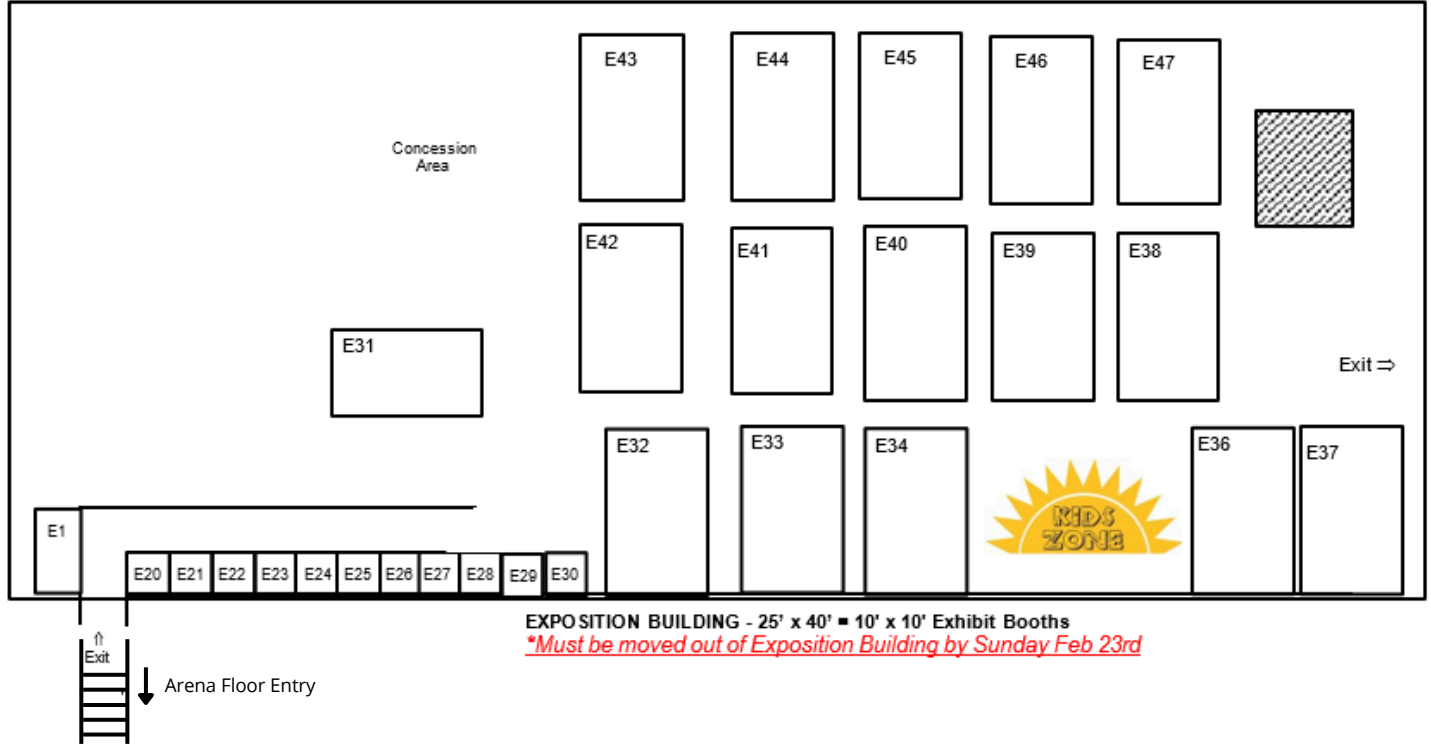 E43
E44
E45
E46
E47
Concession
Area
E42
E41
E40
E39
E38
E31
Exit ⇒
E32
E33
E34
E36
E37
KIDS
ZONE
E1
E20
E21
E22
E23
E24
E25
E26
E27
E28
E29
E30
EXPOSITION BUILDING - 25' x 40' = 10' x 10' Exhibit Booths
*Must be moved out of Exposition Building by Sunday Feb 23rd
⇑
Exit
Arena Floor Entry